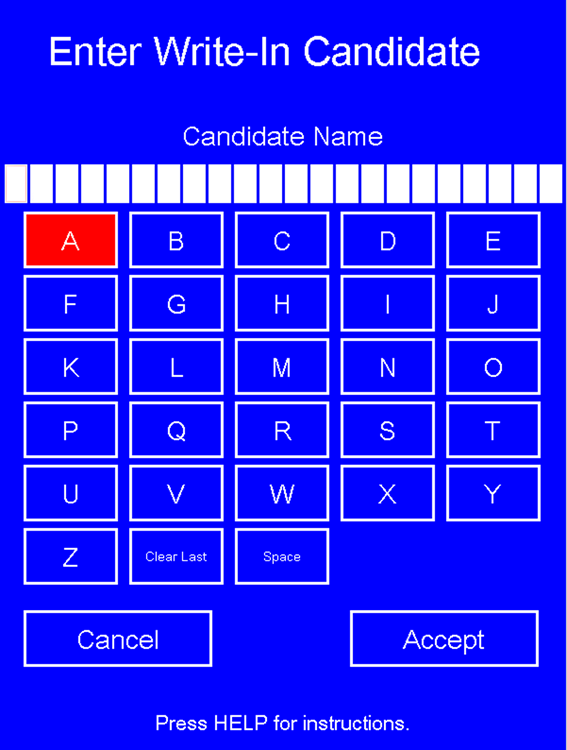 Enter Write-In Candidate
Candidate Name
A B C D E
F G H I J
K L M N O
P Q R S T
U V W X Y
Z Clear Last Space
Cancel Accept
Press HELP for instructions.